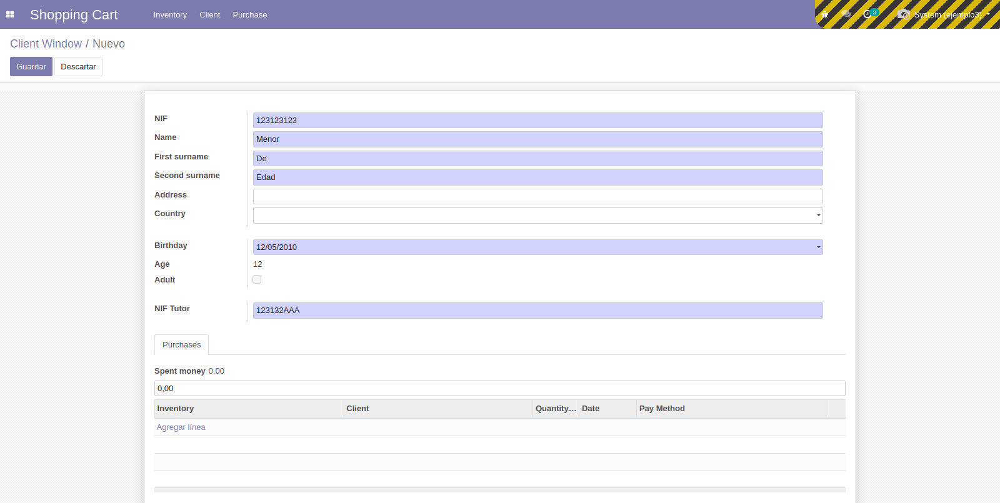 Shopping Cart Inventory Client Purchase 3 System (ejemplo3)
Client Window / Nuevo
Guardar Descartar
NIF 123123123
Name Menor
First surname De
Second surname Edad
Address
Country
Birthday 12/05/2010
Age 12
Adult
NIF Tutor 123132AAA
Purchases
Spent money 0,00
0,00
Inventory Client Quantity… Date Pay Method
Agregar línea